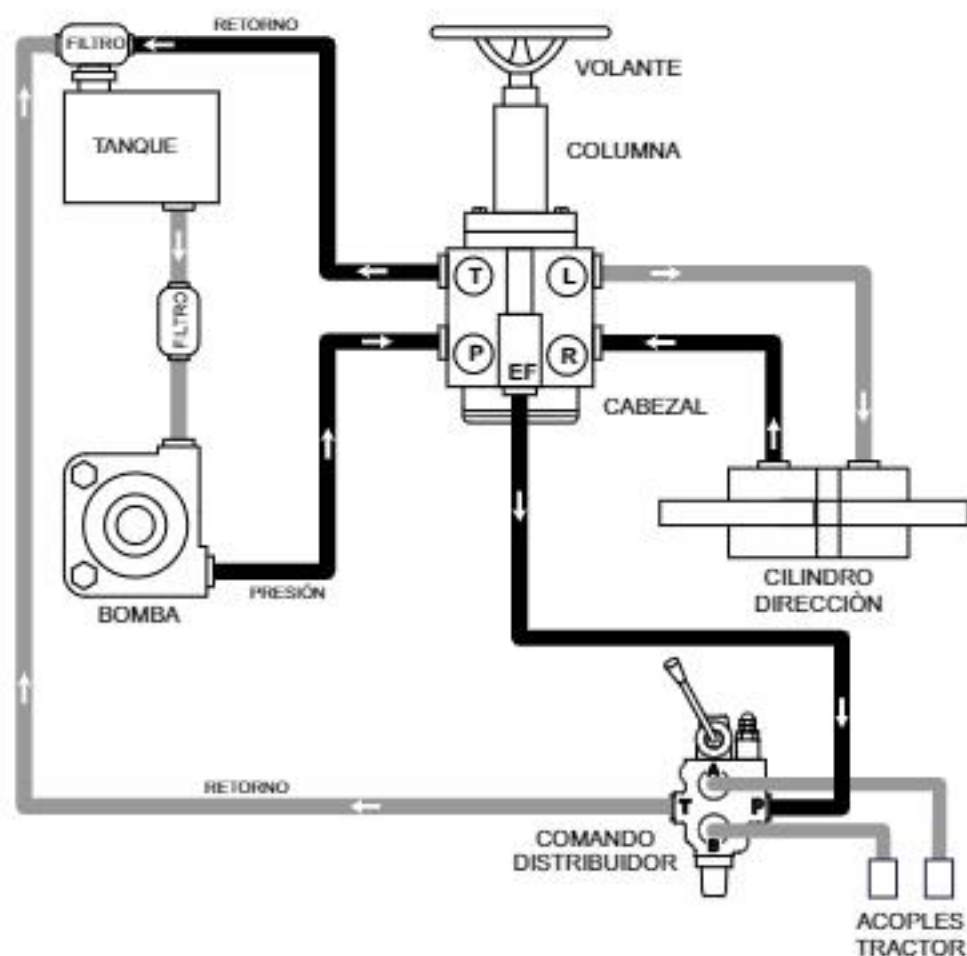 RETORNO
FILTRO
VOLANTE
TANQUE
COLUMNA
T
L
FILTRO
P
R
EF
CABEZAL
CILINDRO
DIRECCIÒN
PRESIÓN
BOMBA
RETORNO
A
T
P
B
COMANDO
DISTRIBUIDOR
ACOPLES
TRACTOR